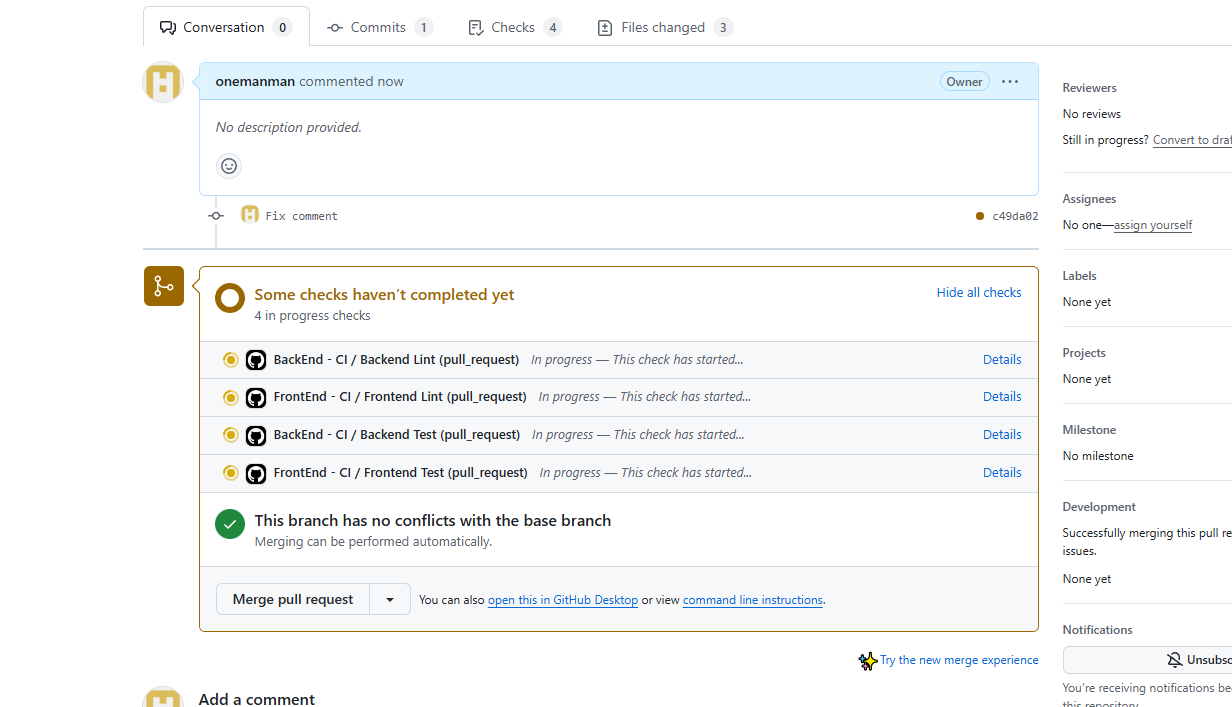 Conversation 0 Commits 1 Checks 4 Files changed 3
onemanman commented now Owner
No description provided.
Fix comment c49da02
Some checks haven't completed yet Hide all checks
4 in progress checks
BackEnd - CI / Backend Lint (pull_request) In progress — This check has started... Details
FrontEnd - CI / Frontend Lint (pull_request) In progress — This check has started... Details
BackEnd - CI / Backend Test (pull_request) In progress — This check has started... Details
FrontEnd - CI / Frontend Test (pull_request) In progress — This check has started... Details
This branch has no conflicts with the base branch
Merging can be performed automatically.
Merge pull request You can also open this in GitHub Desktop or view command line instructions.
Try the new merge experience
Add a comment
Reviewers
No reviews
Still in progress? Convert to
Assignees
No one—assign yourself
Labels
None yet
Projects
None yet
Milestone
No milestone
Development
Successfully merging this pull
issues.
None yet
Notifications
You're receiving notifications
this repository.